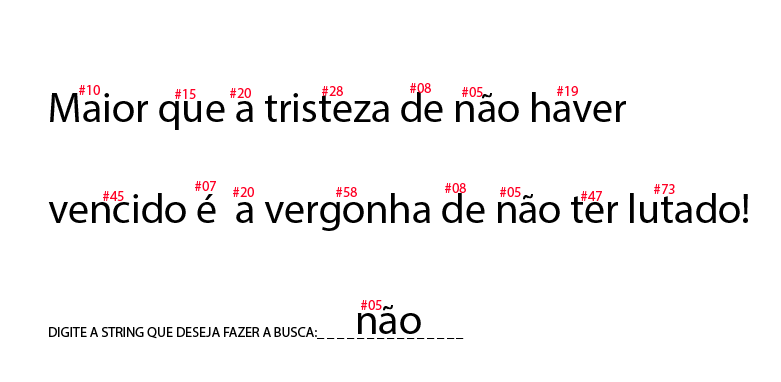 #10 #15 #20 #28 #08 #05 #19
Maior que a tristeza de não haver
#45 #07 #20 #58 #08 #05 #47 #73
vencido é a vergonha de não ter lutado!
#05
DIGITE A STRING QUE DESEJA FAZER A BUSCA:_ _ _ _ não _ _ _ _